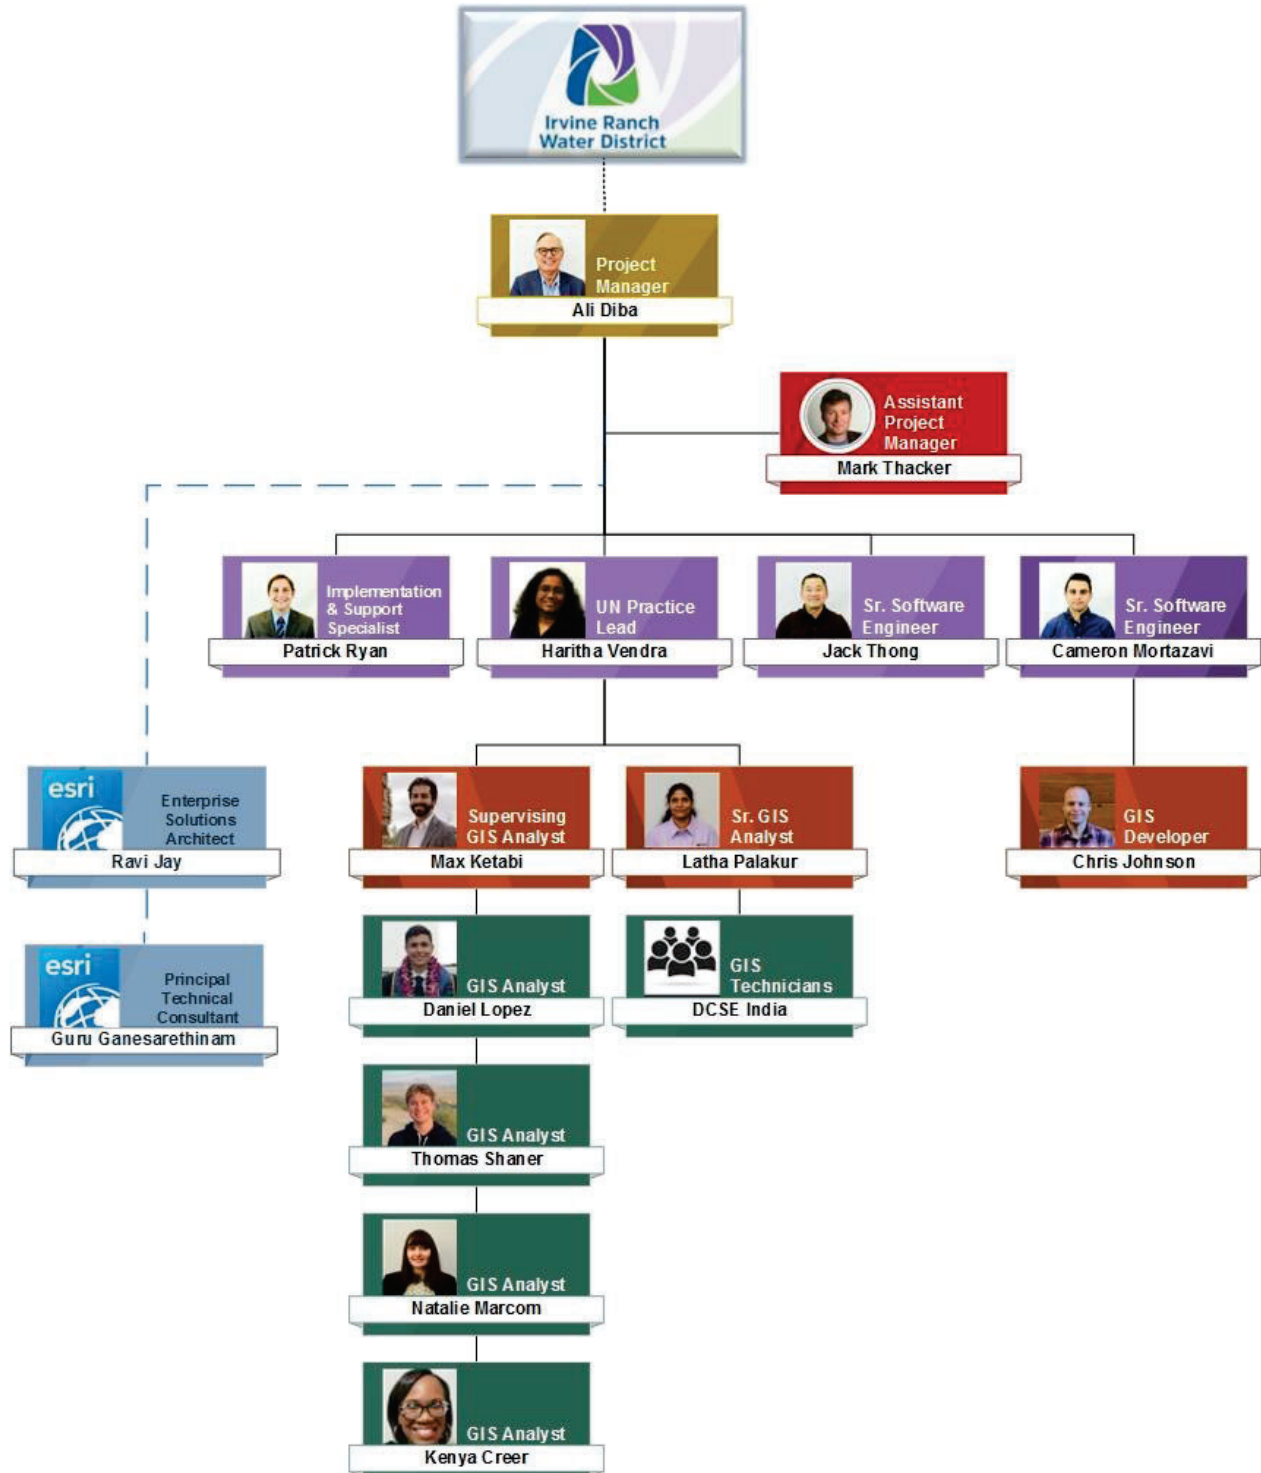 Irvine Ranch
Water District
Project
Manager
Ali Diba
Assistant
Project
Manager
Mark Thacker
Implementation
& Support
Specialist
Patrick Ryan
UN Practice
Lead
Haritha Vendra
Sr. Software
Engineer
Jack Thong
Sr. Software
Engineer
Cameron Mortazavi
esri
Enterprise
Solutions
Architect
Ravi Jay
Supervising
GIS Analyst
Max Ketabi
Sr. GIS
Analyst
Latha Palakur
GIS
Developer
Chris Johnson
esri
Principal
Technical
Consultant
Guru Ganesarethinam
GIS Analyst
Daniel Lopez
GIS
Technicians
DCSE India
GIS Analyst
Thomas Shaner
GIS Analyst
Natalie Marcom
GIS Analyst
Kenya Creer